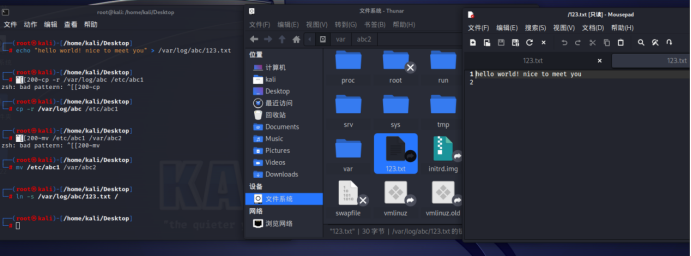 root@kali: /home/kali/Desktop
文件 动作 编辑 查看 帮助
┌──(root㉿kali)-[/home/kali/Desktop]
└─# echo "hello world! nice to meet you" > /var/log/abc/123.txt
┌──(root㉿kali)-[/home/kali/Desktop]
└─# ^[[200~cp -r /var/log/abc /etc/abc1
zsh: bad pattern: ^[[200~cp
┌──(root㉿kali)-[/home/kali/Desktop]
└─# cp -r /var/log/abc /etc/abc1
┌──(root㉿kali)-[/home/kali/Desktop]
└─# ^[[200~mv /etc/abc1 /var/abc2
zsh: bad pattern: ^[[200~mv
┌──(root㉿kali)-[/home/kali/Desktop]
└─# mv /etc/abc1 /var/abc2
┌──(root㉿kali)-[/home/kali/Desktop]
└─# ln -s /var/log/abc/123.txt /
┌──(root㉿kali)-[/home/kali/Desktop]
└─#
KA
"the quieter
文件系统 - Thunar
文件(F) 编辑(E) 视图(V) 转到(G) 书签(B) 帮助(H)
var abc2
位置
计算机
kali
Desktop
最近访问
回收站
Documents
Music
Pictures
Videos
Downloads
设备
文件系统
网络
浏览网络
proc root run
srv sys tmp
var 123.txt initrd.img
swapfile vmlinuz vmlinuz.old
"123.txt" | 30 字节 | /var/log/abc/123.txt
/123.txt [只读] - Mousepad
文件(F) 编辑(E) 搜索(S) 视图(V) 文档(D) 帮助(H)
123.txt 123.txt
1 hello world! nice to meet you
2